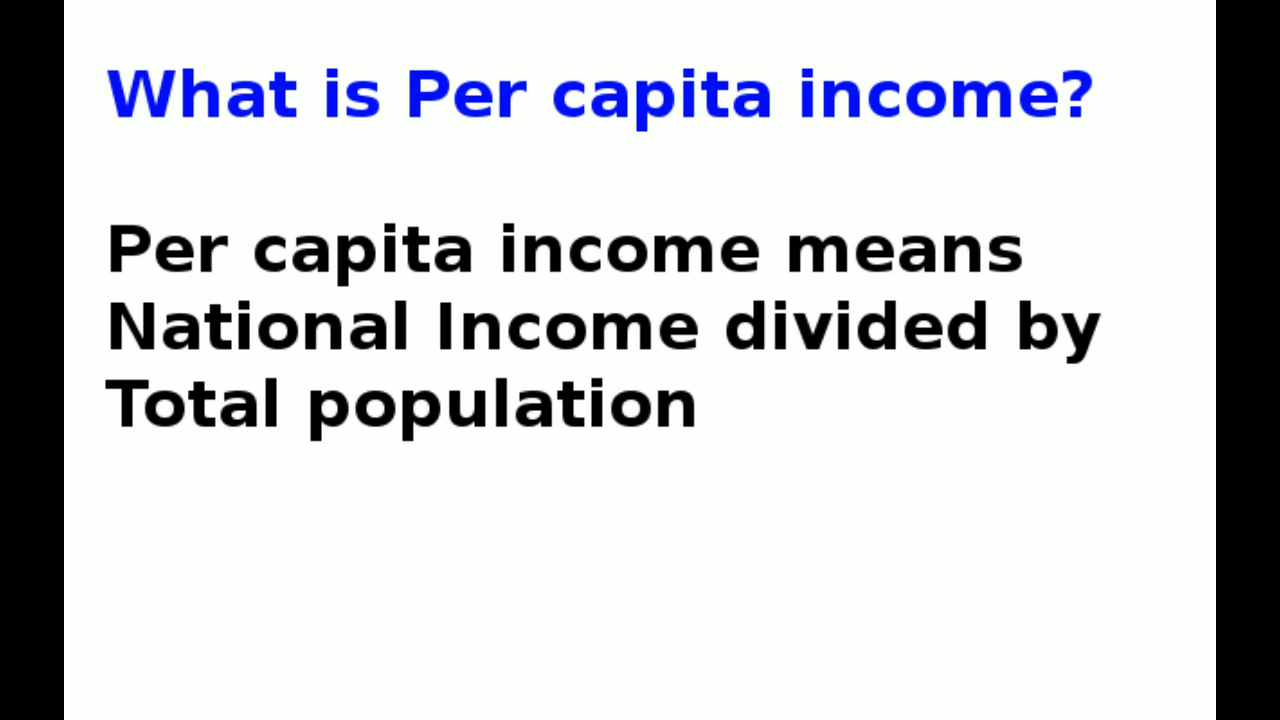 What is Per capita income?
Per capita income means
National Income divided by
Total population